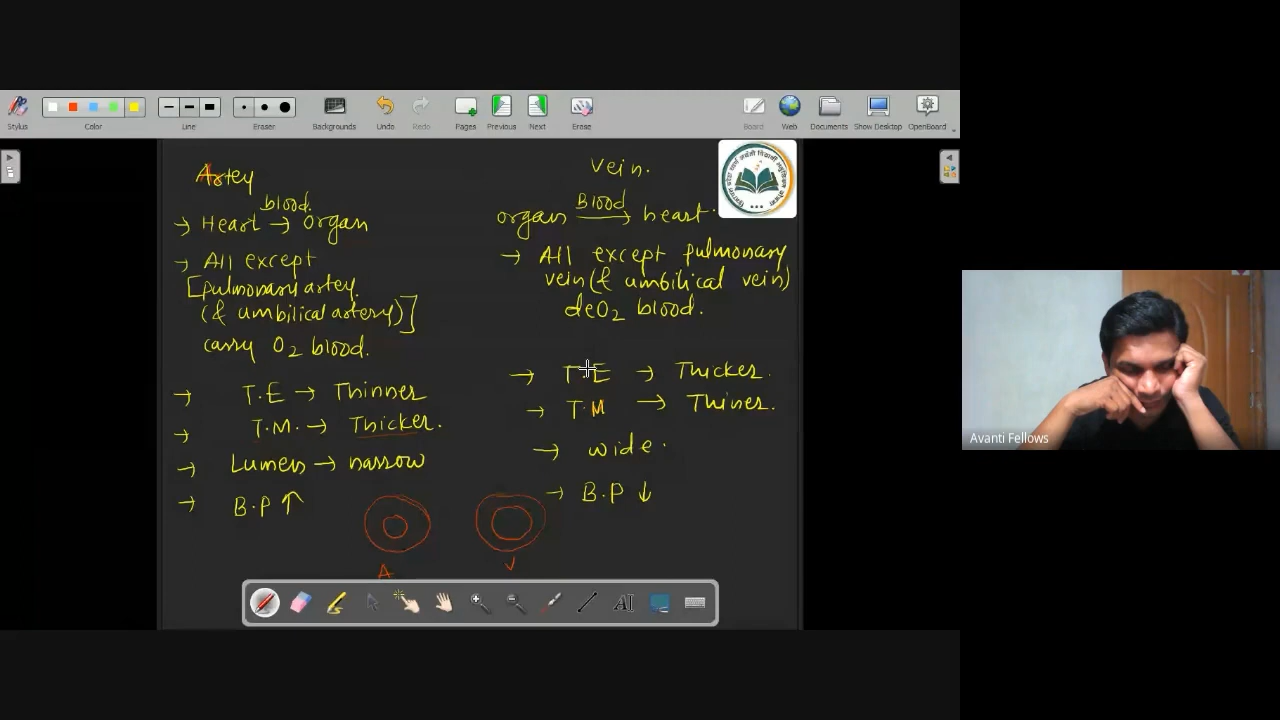 Stylus
Color
Line
Eraser
Backgrounds
Undo
Redo
Pages
Previous
Next
Erase
Board
Web
Documents
Show Desktop
OpenBoard
Artey
blood.
→ Heart → Organ
→ All except
[pulmonary artey
(& umbilical artery)]
carry O2 blood.
→ T.E → Thinner
→ T.M. → Thicker.
→ Lumen → narrow
→ B.P ↑
A
Vein.
Blood
organ → heart.
→ All except pulmonary
vein (& umbilical vein)
deO2 blood.
→ T.E → Thicker.
→ T.M → Thiner.
→ wide.
→ B.P ↓
V
AI
Avanti Fellows